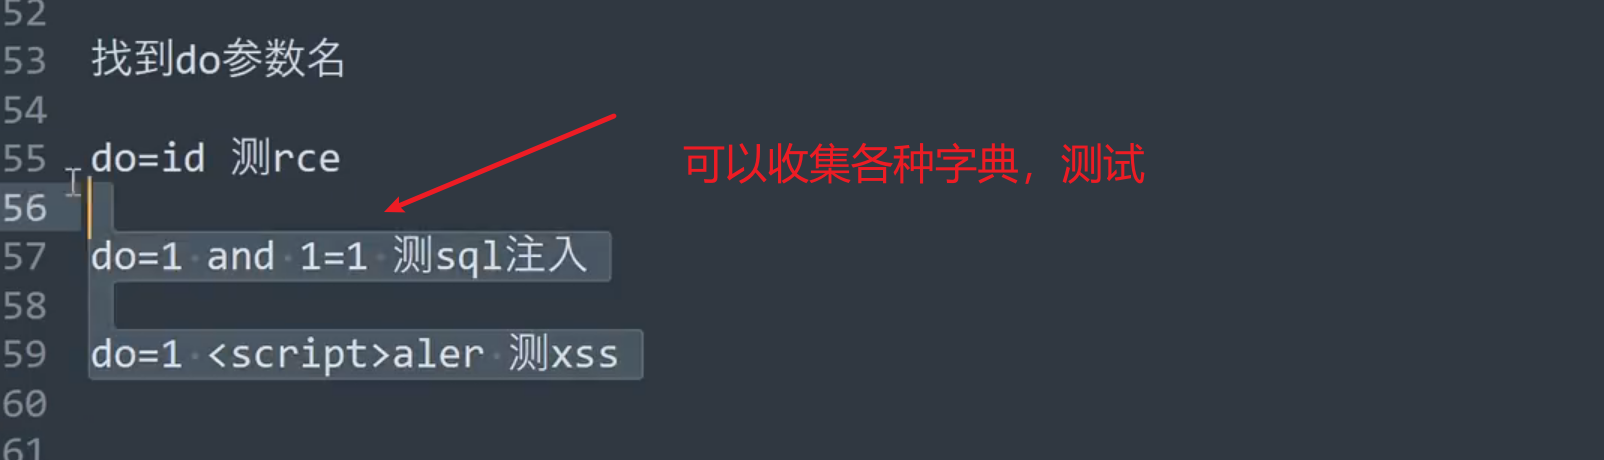 52
53 找到do参数名
54
55 do=id 测rce
可以收集各种字典，测试
56
57 do=1 and 1=1 测sql注入
58
59 do=1 <script>aler 测xss
60
61